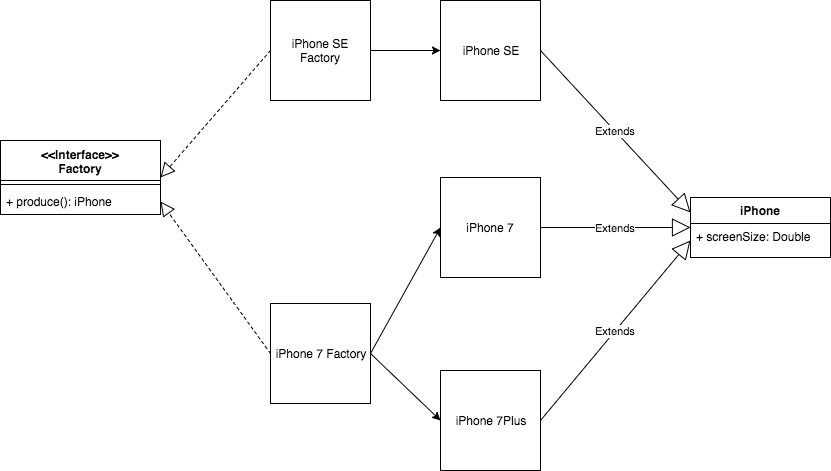 iPhone SE
Factory
iPhone SE
Extends
<<Interface>>
Factory
+ produce(): iPhone
iPhone 7
Extends
iPhone
+ screenSize: Double
iPhone 7 Factory
Extends
iPhone 7Plus